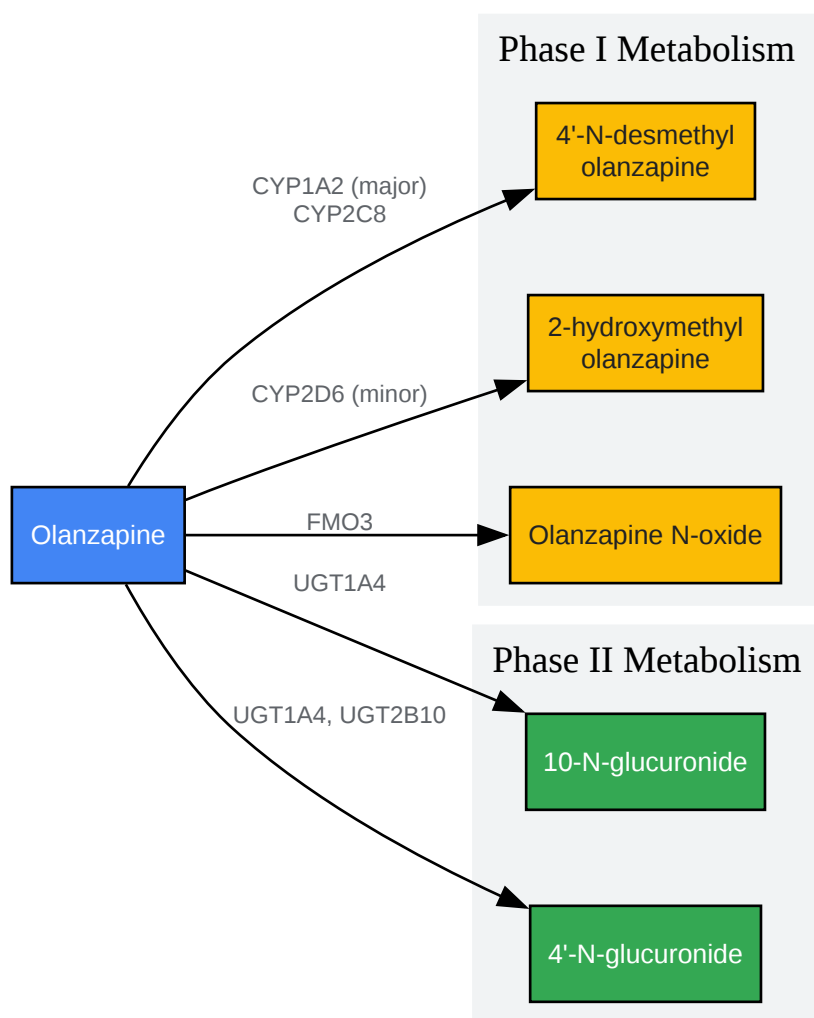 Phase I Metabolism
4'-N-desmethyl
olanzapine
CYP1A2 (major)
CYP2C8
2-hydroxymethyl
olanzapine
CYP2D6 (minor)
Olanzapine
FMO3
Olanzapine N-oxide
UGT1A4
Phase II Metabolism
UGT1A4, UGT2B10
10-N-glucuronide
4'-N-glucuronide